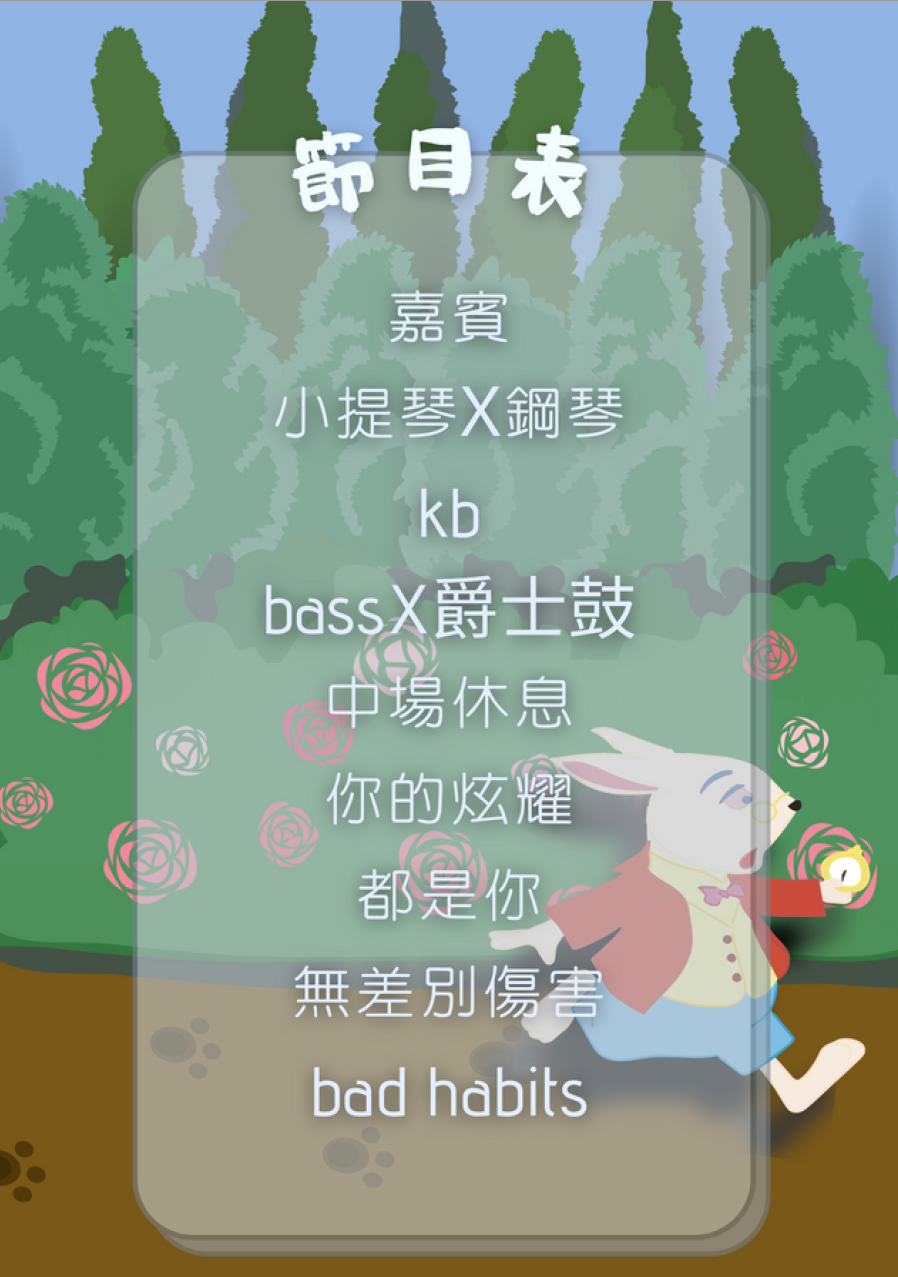 節目表
嘉賓
小提琴X鋼琴
kb
bassX爵士鼓
中場休息
你的炫耀
都是你
無差別傷害
bad habits